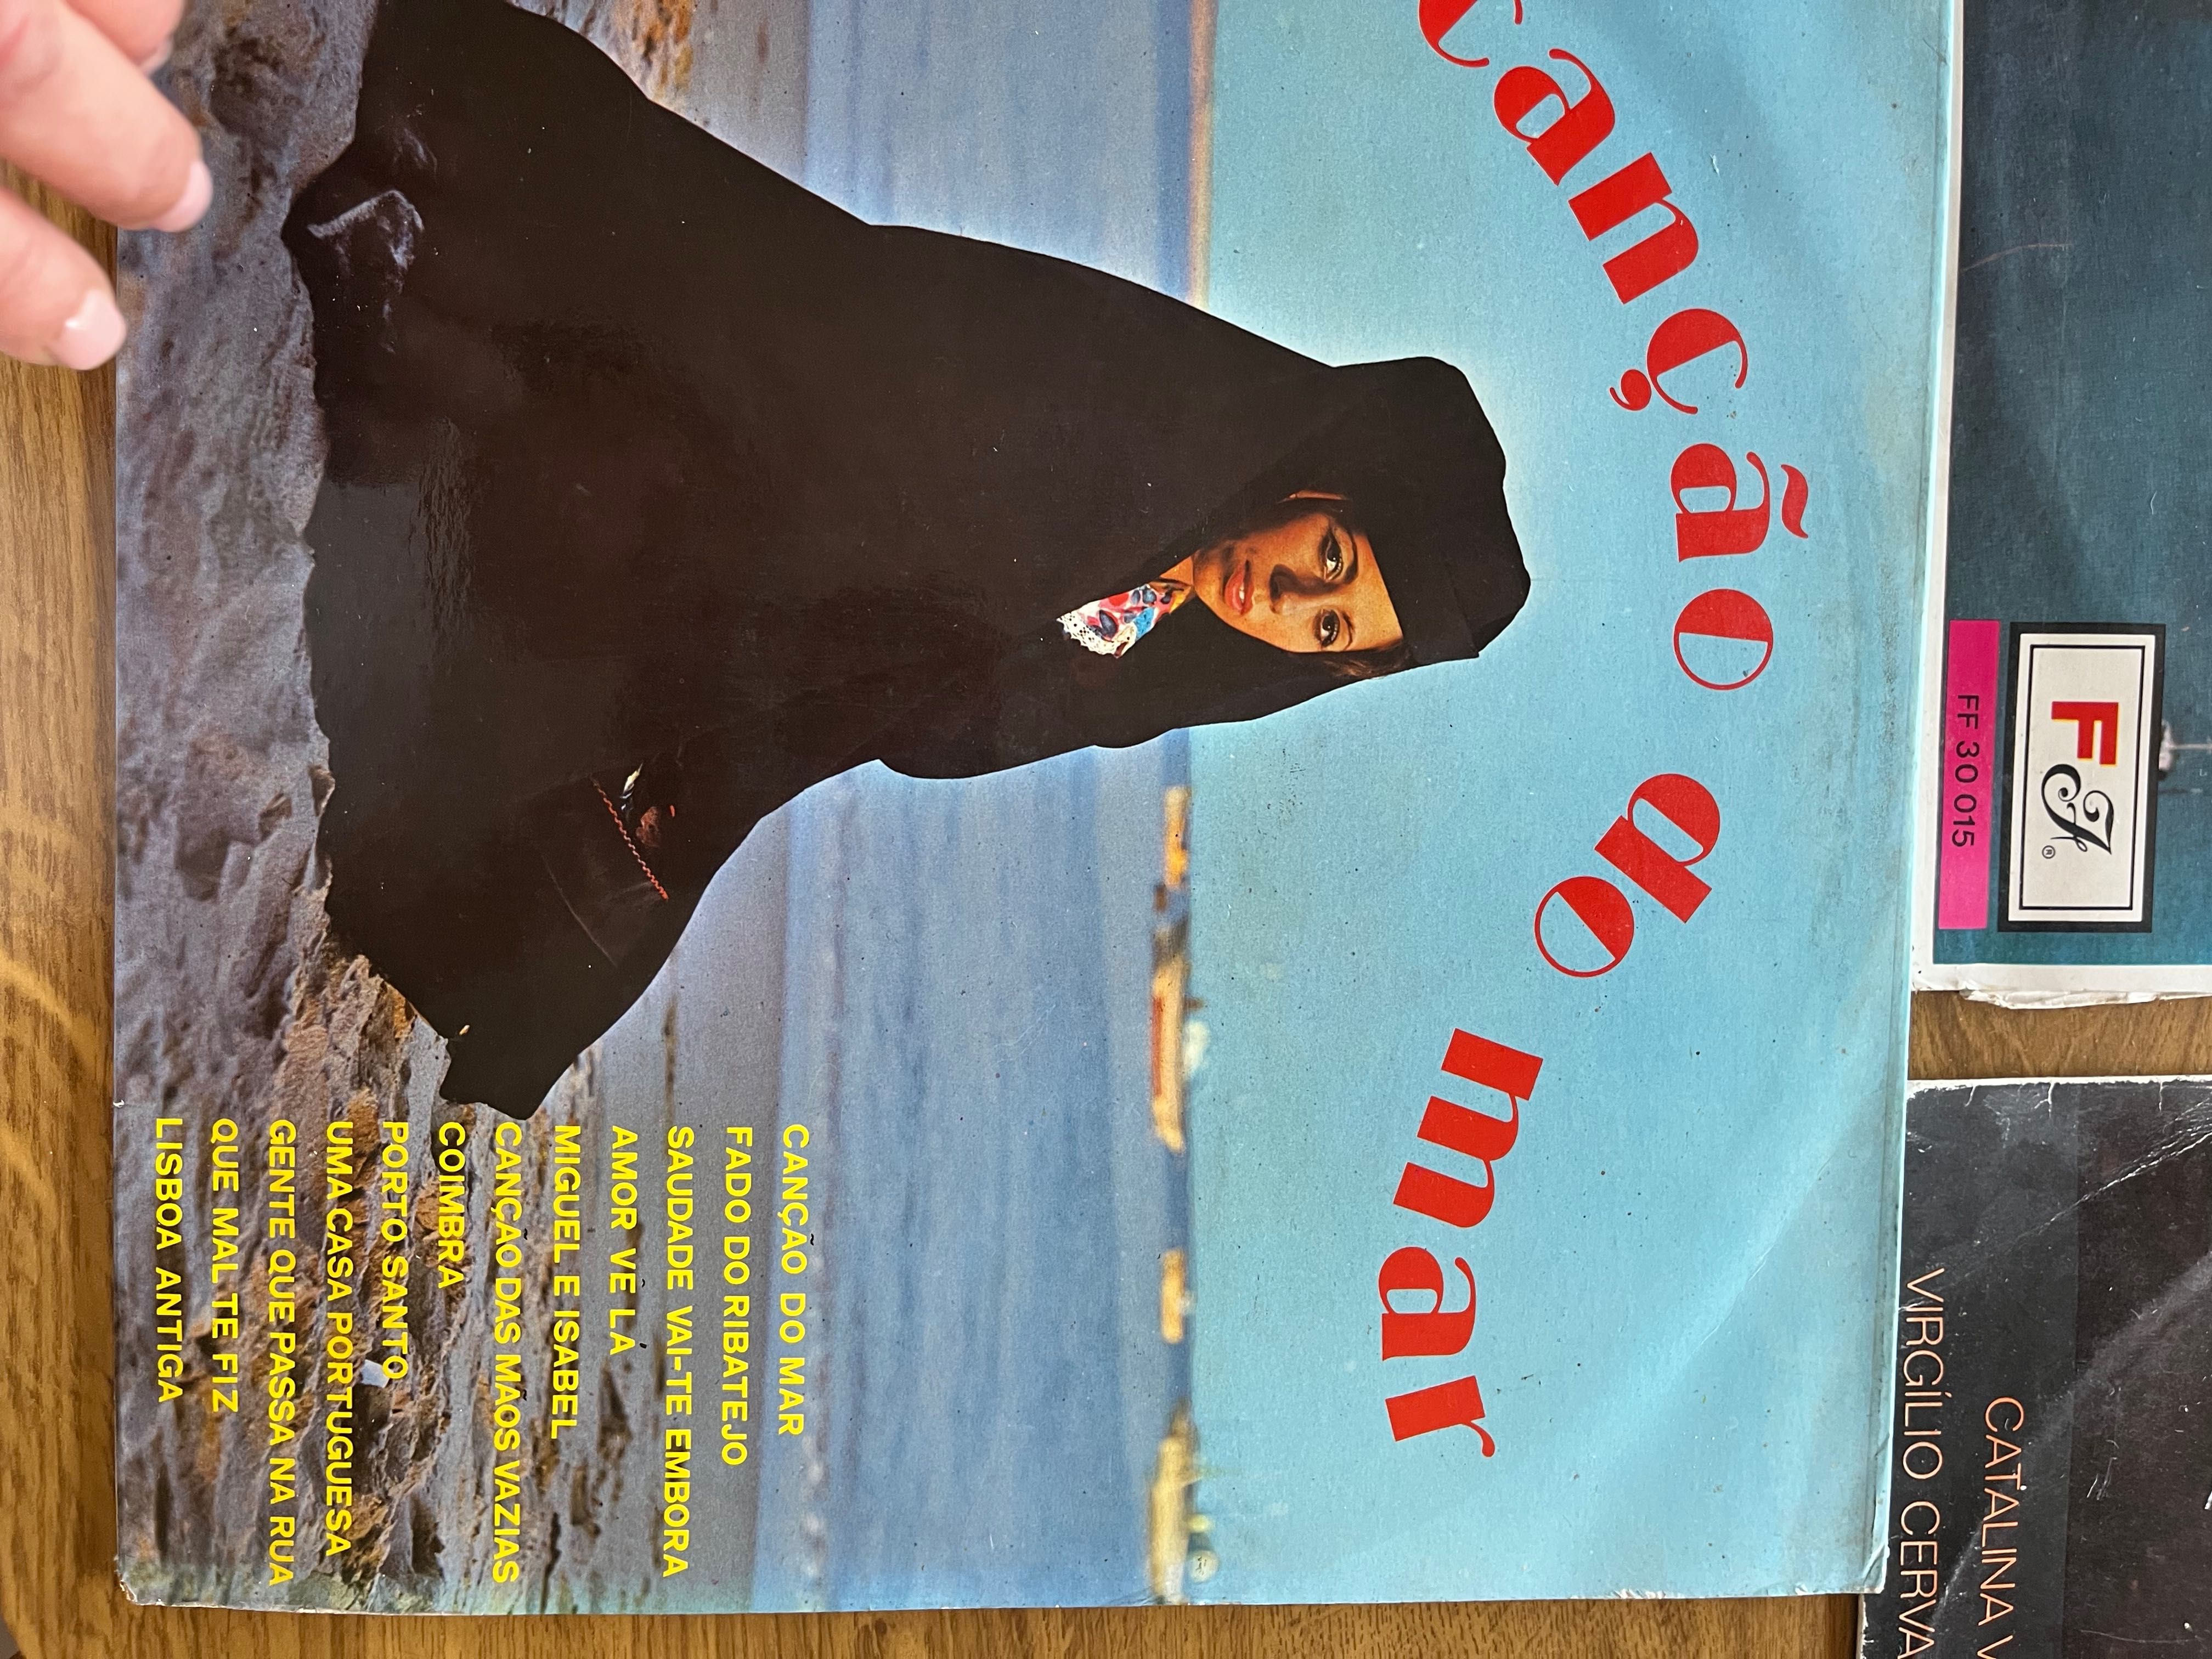 canção do mar
CANÇÃO DO MAR
FADO DO RIBATEJO
SAUDADE VAI-TE EMBORA
AMOR VÊ LÁ
MIGUEL E ISABEL
CANÇÃO DAS MÃOS VAZIAS
COIMBRA
PORTO SANTO
UMA CASA PORTUGUESA
GENTE QUE PASSA NA RUA
QUE MAL TE FIZ
LISBOA ANTIGA
FF ®
FF 30 015
CATALINA V
VIRGÍLIO CERVA